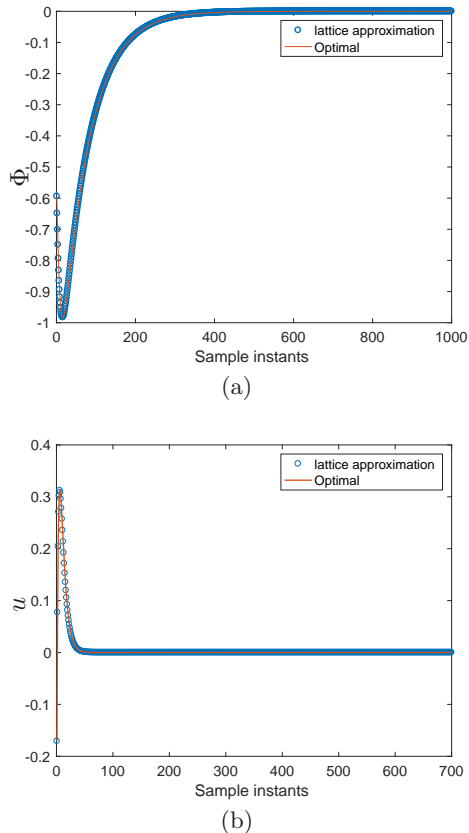 0
-0.1
-0.2
-0.3
-0.4
-0.5
-0.6
-0.7
-0.8
-0.9
-1
Φ
lattice approximation
Optimal
0 200 400 600 800 1000
Sample instants
(a)
0.4
0.3
0.2
0.1
0
-0.1
-0.2
u
lattice approximation
Optimal
0 100 200 300 400 500 600 700
Sample instants
(b)